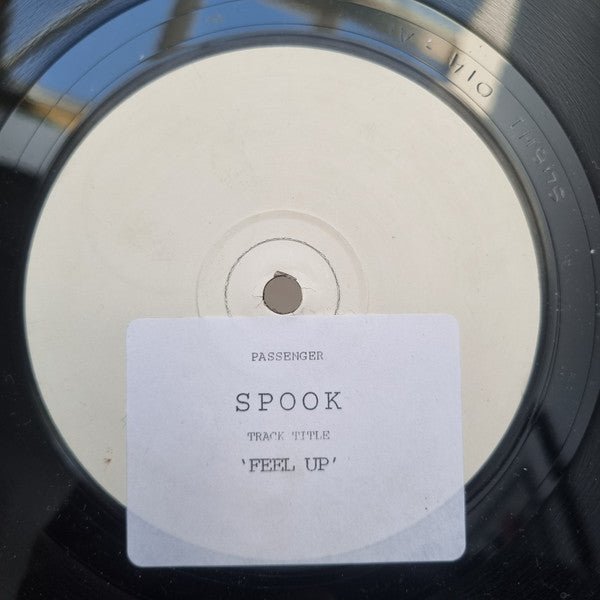 PASSENGER
SPOOK
TRACK TITLE
'FEEL UP'